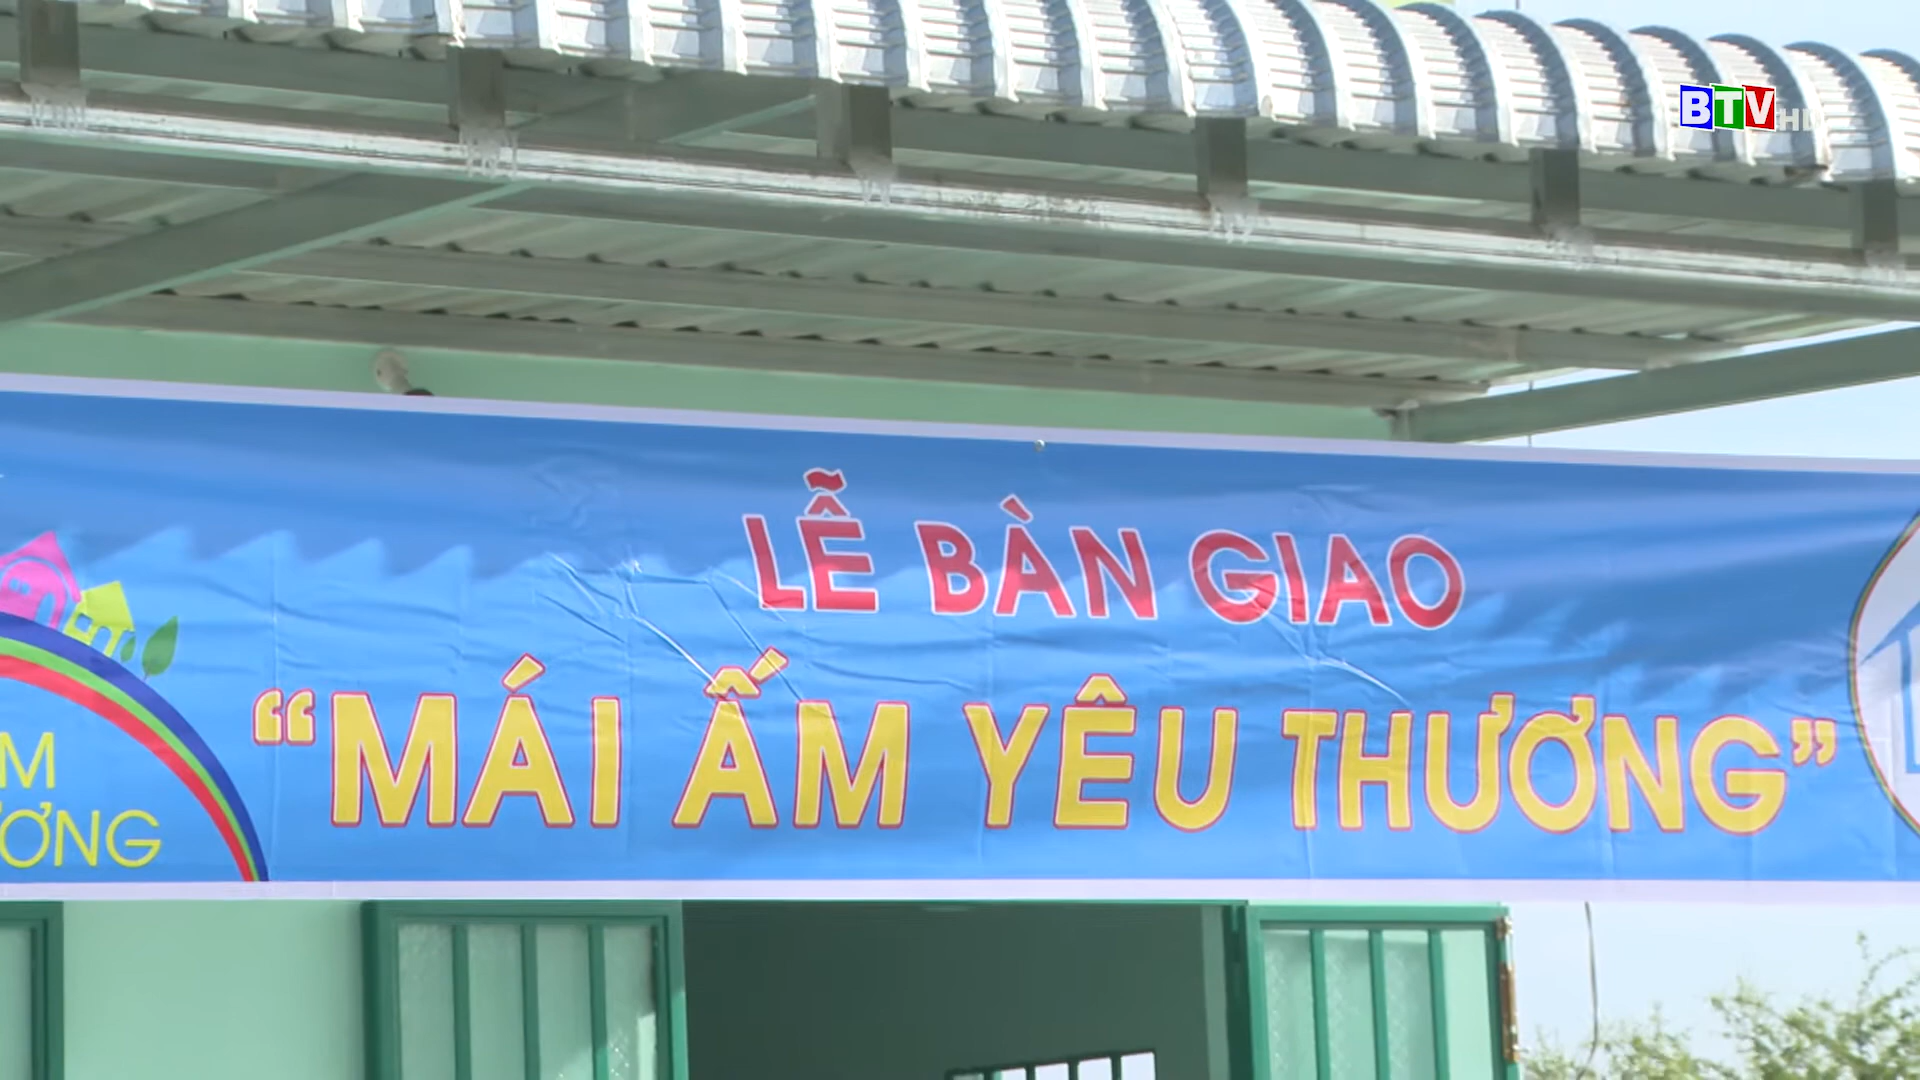 BTV HD
LỄ BÀN GIAO
"MÁI ẤM YÊU THƯƠNG"